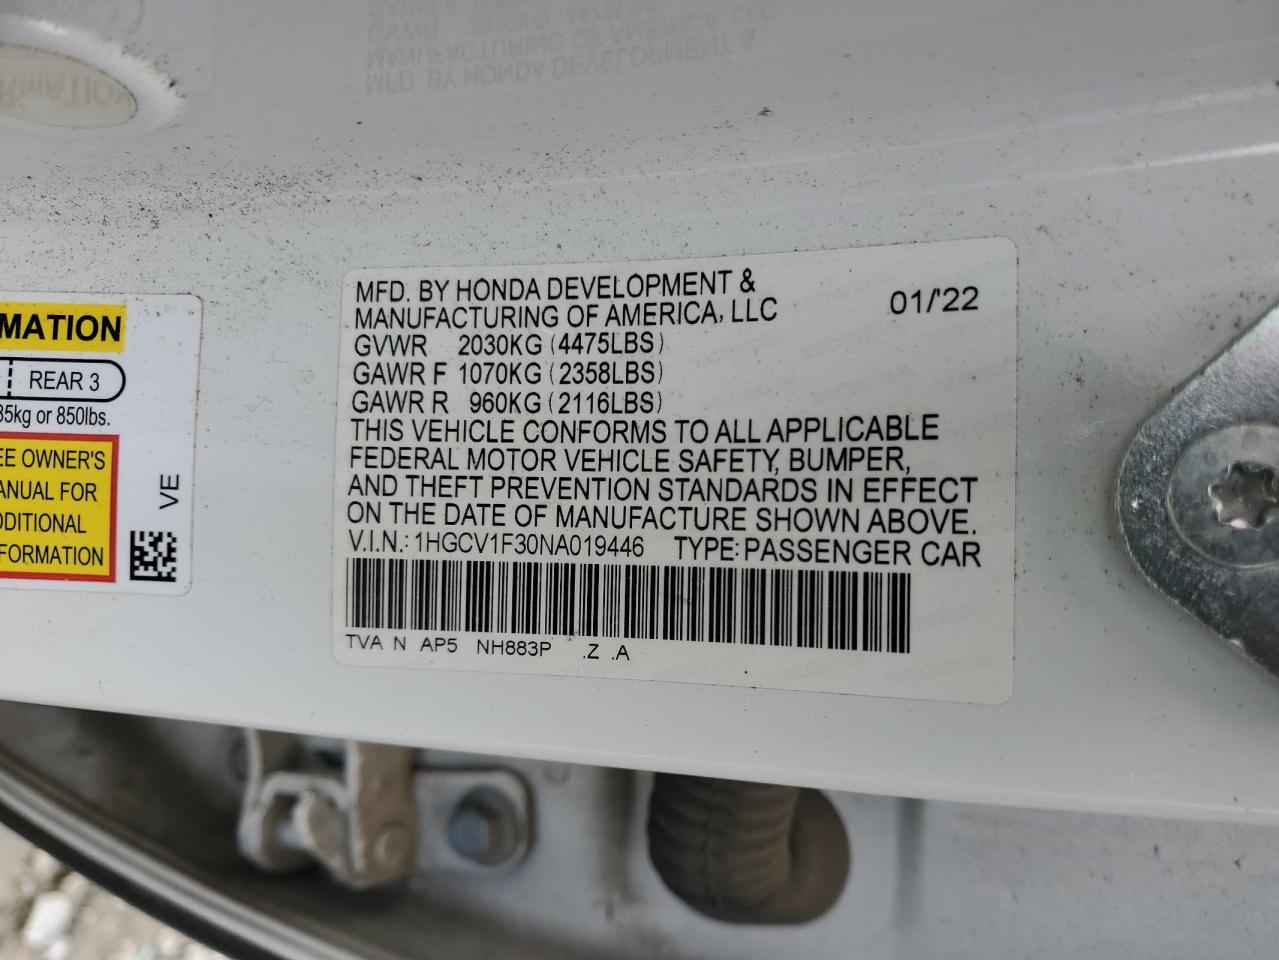 MFD. BY HONDA DEVELOPMENT &
MANUFACTURING OF AMERICA, LLC 01/'22
GVWR 2030KG (4475LBS)
GAWR F 1070KG (2358LBS)
GAWR R 960KG (2116LBS)
THIS VEHICLE CONFORMS TO ALL APPLICABLE
FEDERAL MOTOR VEHICLE SAFETY, BUMPER,
AND THEFT PREVENTION STANDARDS IN EFFECT
ON THE DATE OF MANUFACTURE SHOWN ABOVE.
V.I.N.: 1HGCV1F30NA019446 TYPE: PASSENGER CAR
TVA N AP5 NH883P .Z .A
MATION
REAR 3
85kg or 850lbs.
EE OWNER'S
ANUAL FOR
DDITIONAL
FORMATION
VE